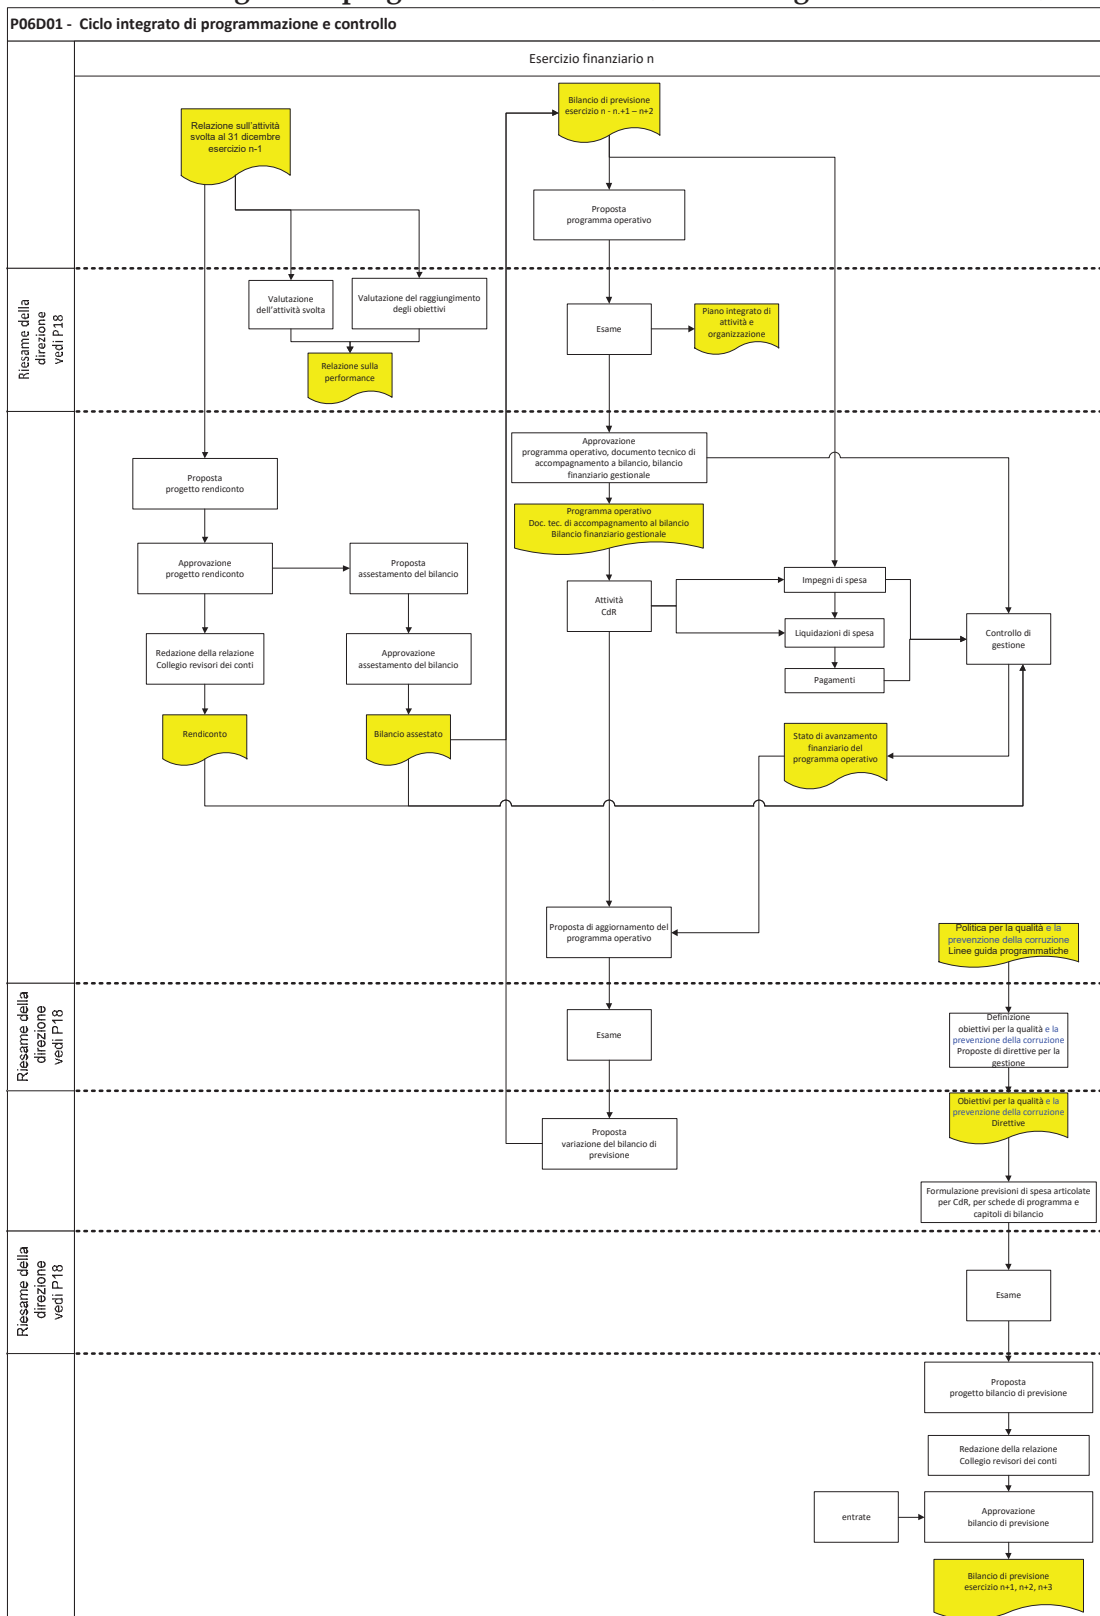 P06D01 - Ciclo integrato di programmazione e controllo
Esercizio finanziario n
Relazione sull'attività
svolta al 31 dicembre
esercizio n-1
Bilancio di previsione
esercizio n - n.+1 – n+2
Proposta
programma operativo
Riesame della
direzione
vedi P18
Valutazione
dell'attività svolta
Valutazione del raggiungimento
degli obiettivi
Relazione sulla
performance
Esame
Piano integrato di
attività e
organizzazione
Approvazione
programma operativo, documento tecnico di
accompagnamento a bilancio, bilancio
finanziario gestionale
Programma operativo
Doc. tec. di accompagnamento al bilancio
Bilancio finanziario gestionale
Proposta
progetto rendiconto
Approvazione
progetto rendiconto
Proposta
assestamento del bilancio
Redazione della relazione
Collegio revisori dei conti
Approvazione
assestamento del bilancio
Rendiconto
Bilancio assestato
Attività
CdR
Impegni di spesa
Liquidazioni di spesa
Pagamenti
Controllo di
gestione
Stato di avanzamento
finanziario del
programma operativo
Proposta di aggiornamento del
programma operativo
Politica per la qualità e la
prevenzione della corruzione
Linee guida programmatiche
Riesame della
direzione
vedi P18
Esame
Definizione
obiettivi per la qualità e la
prevenzione della corruzione
Proposte di direttive per la
gestione
Obiettivi per la qualità e la
prevenzione della corruzione
Direttive
Proposta
variazione del bilancio di
previsione
Formulazione previsioni di spesa articolate
per CdR, per schede di programma e
capitoli di bilancio
Riesame della
direzione
vedi P18
Esame
Proposta
progetto bilancio di previsione
Redazione della relazione
Collegio revisori dei conti
entrate
Approvazione
bilancio di previsione
Bilancio di previsione
esercizio n+1, n+2, n+3